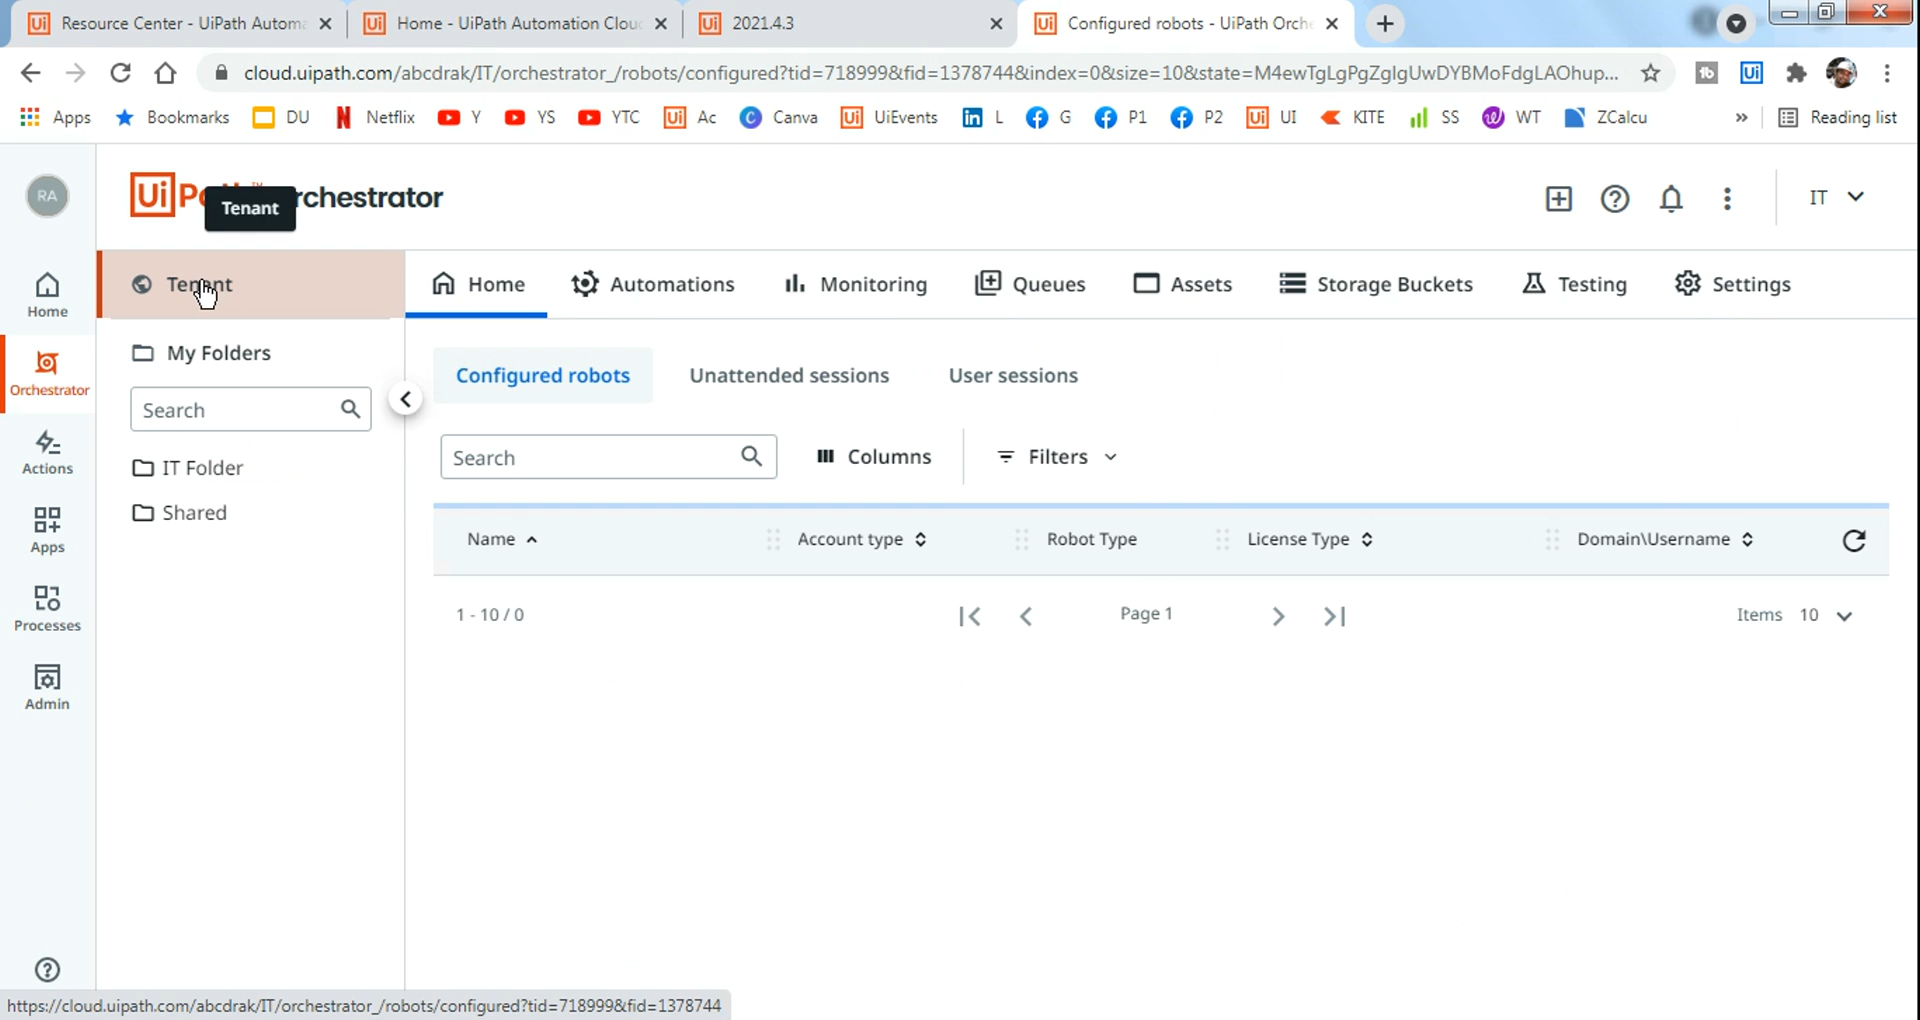 Resource Center - UiPath Automa
Home - UiPath Automation Clou
2021.4.3
Configured robots - UiPath Orche
cloud.uipath.com/abcdrak/IT/orchestrator_/robots/configured?tid=718999&fid=1378744&index=0&size=10&state=M4ewTgLgPgZglgUwDYBMoFdgLAOhup...
Apps
Bookmarks
DU
Netflix
Y
YS
YTC
Ac
Canva
UiEvents
L
G
P1
P2
UI
KITE
SS
WT
ZCalcu
»
Reading list
RA
Tenant
rchestrator
IT
Tenant
Home
Automations
Monitoring
Queues
Assets
Storage Buckets
Testing
Settings
Home
Orchestrator
Actions
Apps
Processes
Admin
My Folders
Search
IT Folder
Shared
Configured robots
Unattended sessions
User sessions
Search
Columns
Filters
Name
Account type
Robot Type
License Type
Domain\Username
1 - 10 / 0
Page 1
Items 10
https://cloud.uipath.com/abcdrak/IT/orchestrator_/robots/configured?tid=718999&fid=1378744